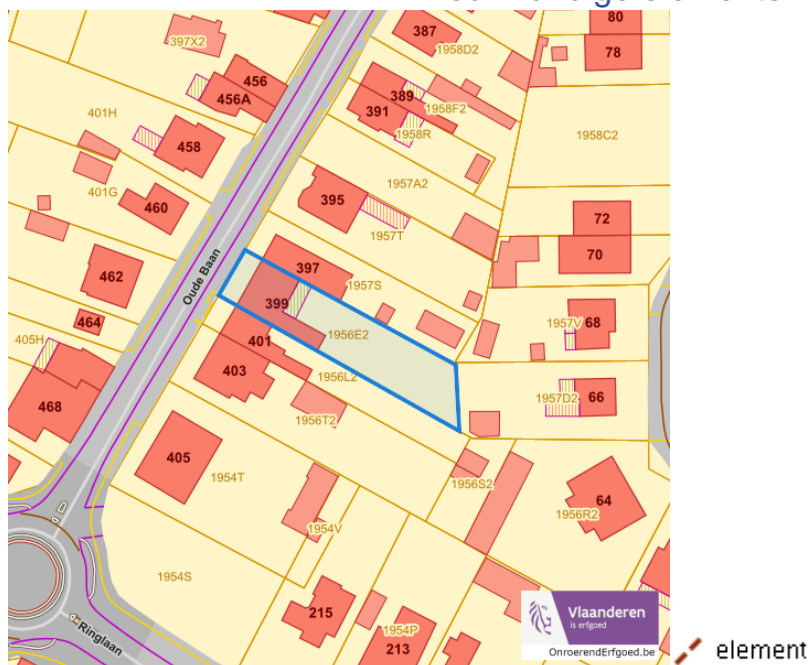 387
1958D2
80
78
397X2
456
456A
389
391
1958F2
1958R
1958C2
401H
458
1957A2
395
401G
460
1957T
72
70
462
Oude Baan
397
1957S
464
399
1956E2
1957V
68
405H
401
403
1956L2
1957D2
66
468
1956T2
405
1954T
1956S2
1956R2
64
1954V
1954S
Ringlaan
215
1954P
213
Vlaanderen
is erfgoed
OnroerendErfgoed.be
element